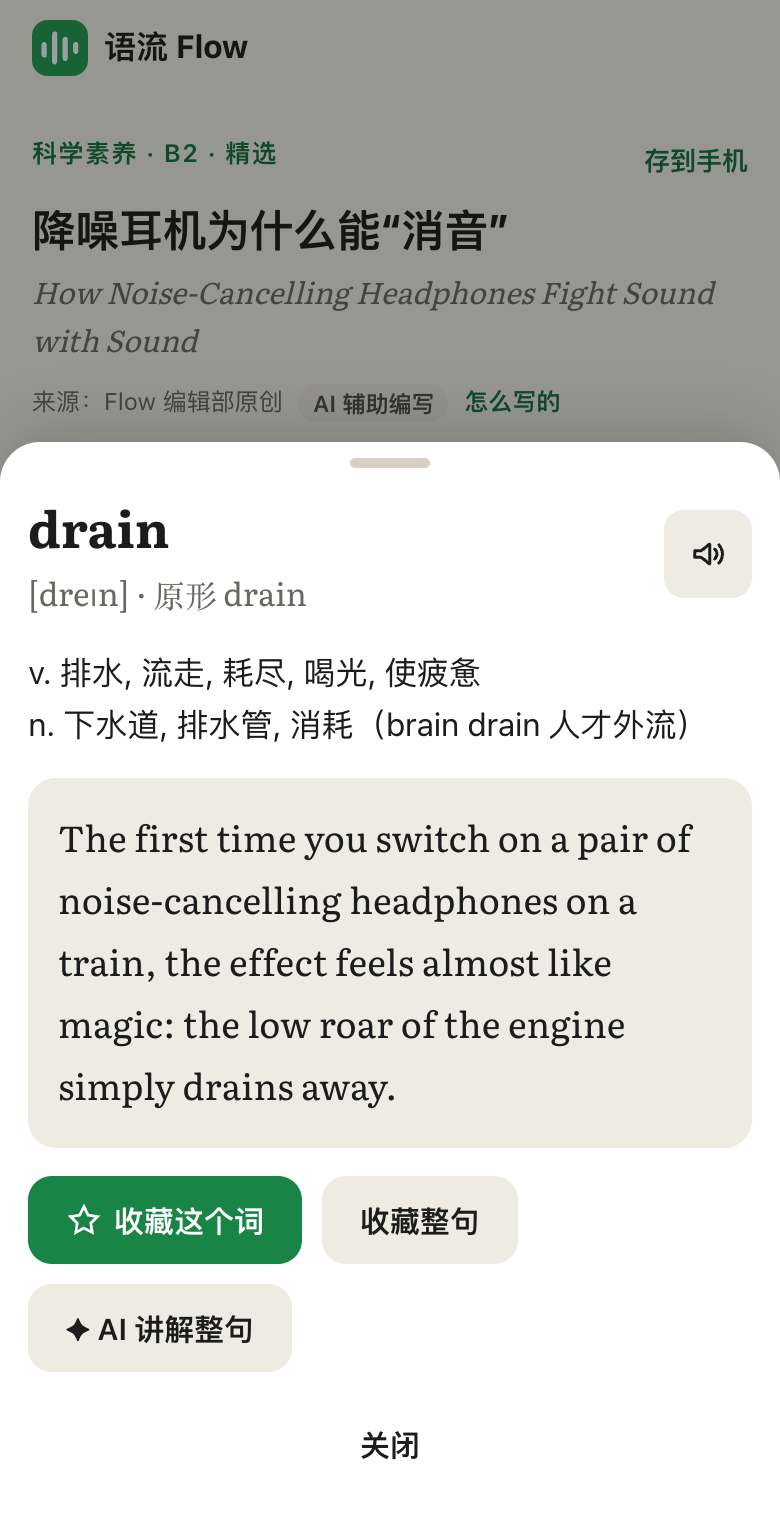 语流 Flow
科学素养 · B2 · 精选
存到手机
降噪耳机为什么能“消音”
How Noise-Cancelling Headphones Fight Sound
with Sound
来源：Flow 编辑部原创 AI 辅助编写 怎么写的
drain
[dreın] · 原形 drain
v. 排水, 流走, 耗尽, 喝光, 使疲惫
n. 下水道, 排水管, 消耗（brain drain 人才外流）
The first time you switch on a pair of
noise-cancelling headphones on a
train, the effect feels almost like
magic: the low roar of the engine
simply drains away.
收藏这个词
收藏整句
AI 讲解整句
关闭